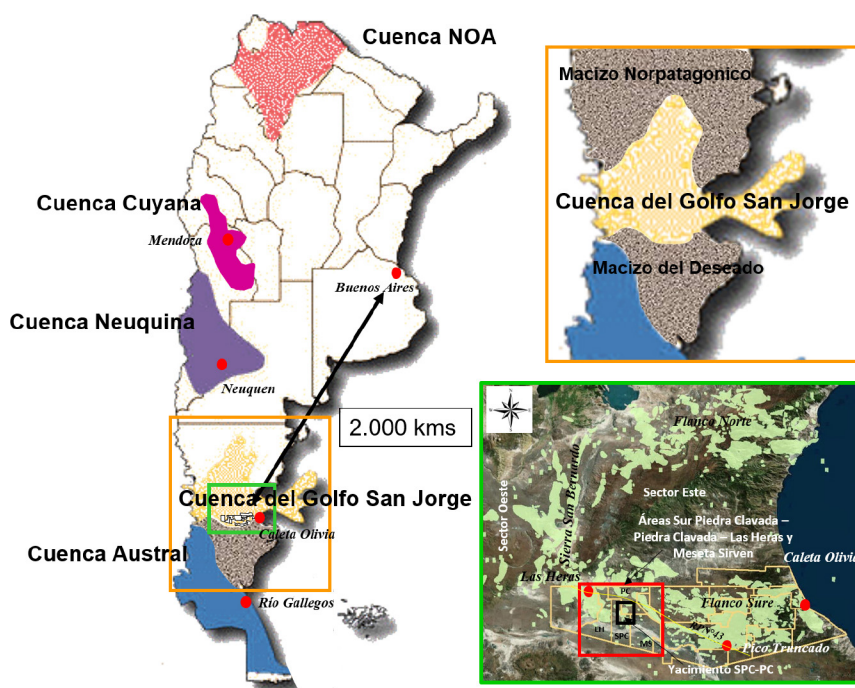 Cuenca NOA
Cuenca Cuyana
Mendoza
Buenos Aires
Cuenca Neuquina
Neuquen
2.000 kms
Cuenca del Golfo San Jorge
Caleta Olivia
Cuenca Austral
Río Gallegos
Macizo Norpatagonico
Cuenca del Golfo San Jorge
Macizo del Deseado
N
Flanco Norte
Sierra San Bernardo
Sector Oeste
Sector Este
Áreas Sur Piedra Clavada –
Piedra Clavada – Las Heras y
Meseta Sirven
Caleta Olivia
Las Heras
PC
Flanco Sure
LH
SPC
MS
Pico Truncado
Yacimiento SPC-PC